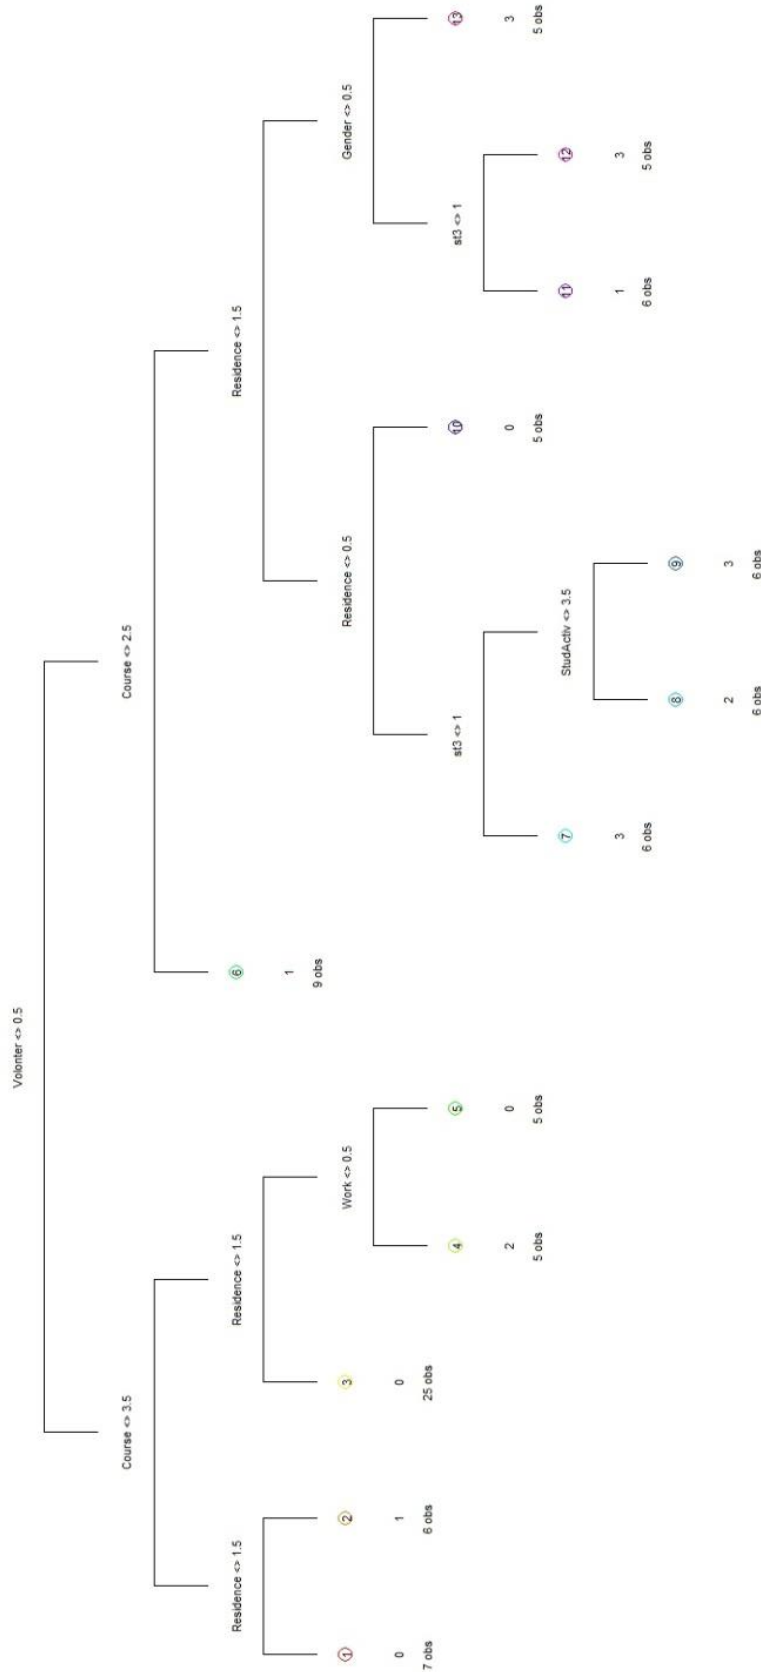 Volonter <> 0.5
Course <> 3.5
Course <> 2.5
Residence <> 1.5
Residence <> 1.5
6
Residence <> 1.5
1
9 obs
1
2
3
Work <> 0.5
Residence <> 0.5
Gender <> 0.5
0
1
0
7 obs
6 obs
25 obs
4
5
st3 <> 1
10
st3 <> 1
13
2
0
0
3
5 obs
5 obs
5 obs
5 obs
7
StudActiv <> 3.5
11
12
3
1
3
6 obs
6 obs
5 obs
8
9
2
3
6 obs
6 obs